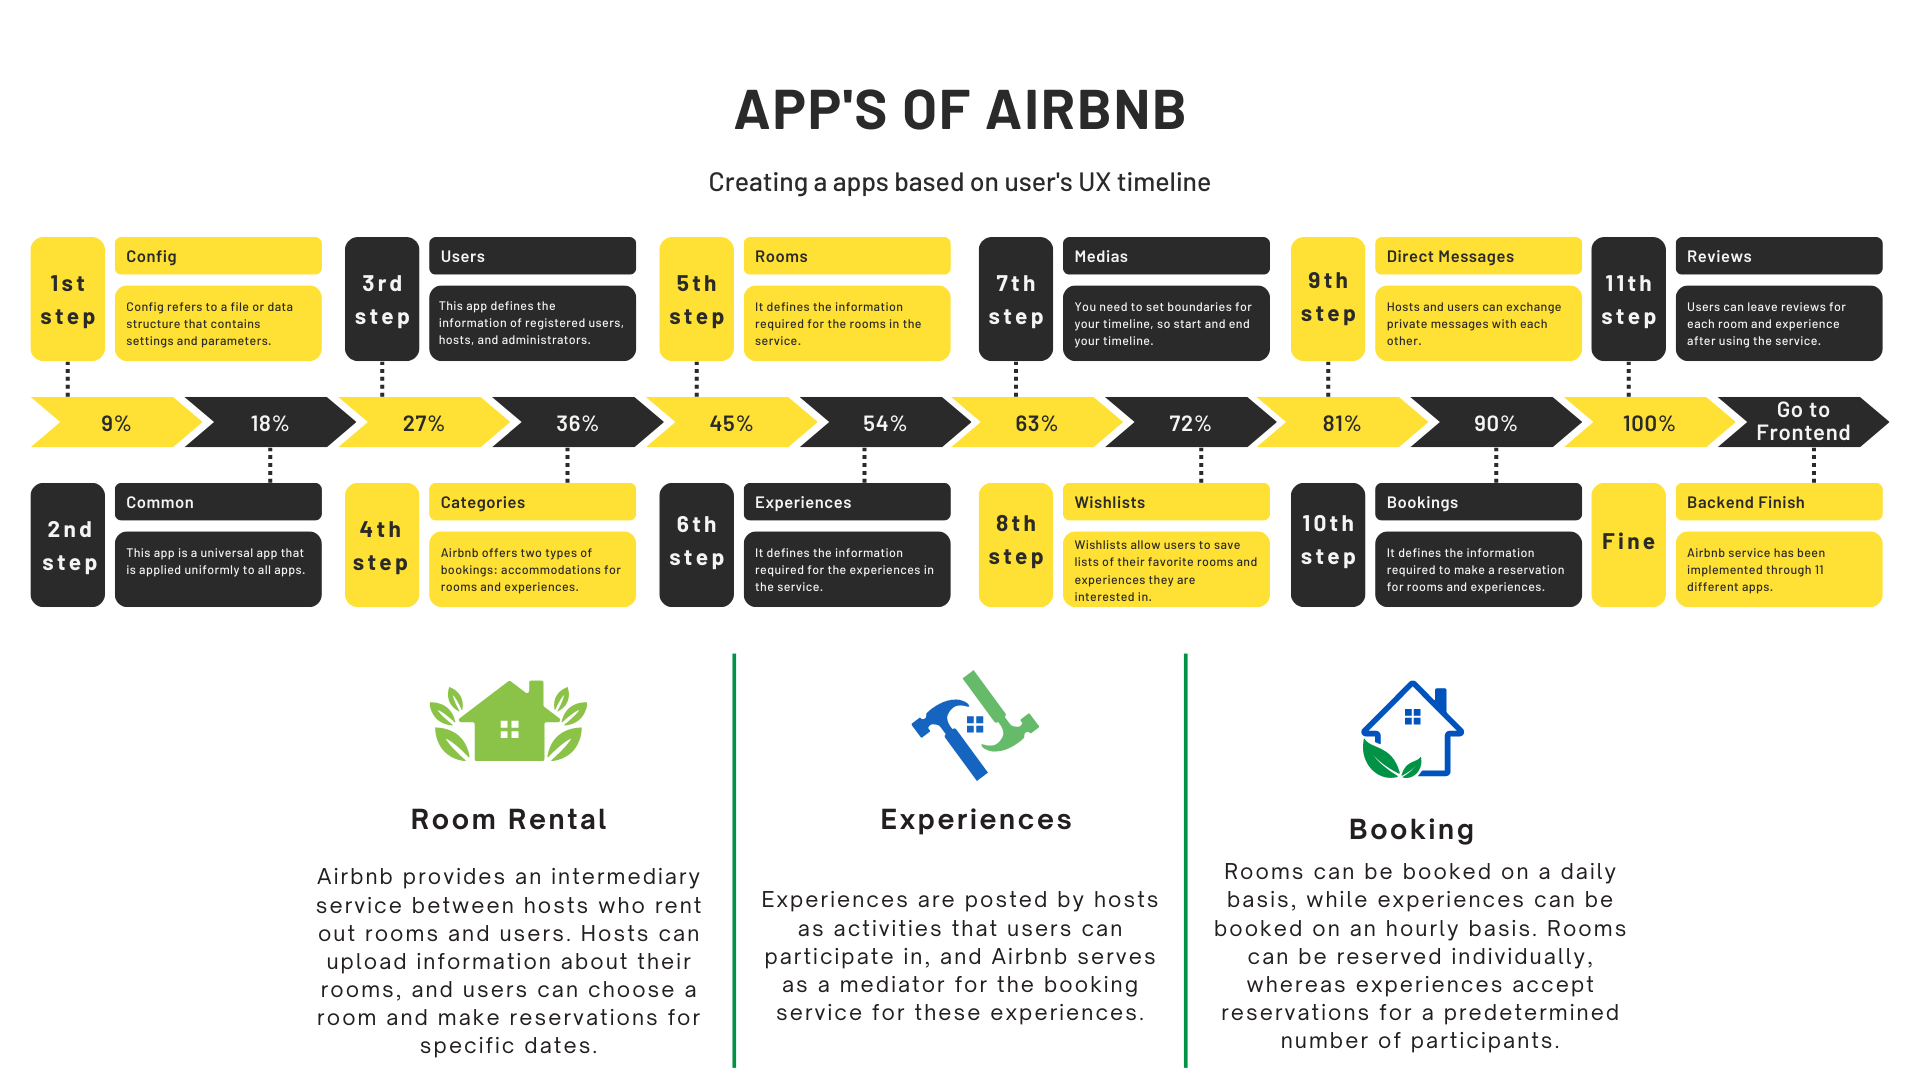 APP'S OF AIRBNB
Creating a apps based on user's UX timeline
1st
step
Config
Config refers to a file or data
structure that contains
settings and parameters.
3rd
step
Users
This app defines the
information of registered users,
hosts, and administrators.
5th
step
Rooms
It defines the information
required for the rooms in the
service.
7th
step
Medias
You need to set boundaries for
your timeline, so start and end
your timeline.
9th
step
Direct Messages
Hosts and users can exchange
private messages with each
other.
11th
step
Reviews
Users can leave reviews for
each room and experience
after using the service.
9%
18%
27%
36%
45%
54%
63%
72%
81%
90%
100%
Go to
Frontend
2nd
step
Common
This app is a universal app that
is applied uniformly to all apps.
4th
step
Categories
Airbnb offers two types of
bookings: accommodations for
rooms and experiences.
6th
step
Experiences
It defines the information
required for the experiences in
the service.
8th
step
Wishlists
Wishlists allow users to save
lists of their favorite rooms and
experiences they are
interested in.
10th
step
Bookings
It defines the information
required to make a reservation
for rooms and experiences.
Fine
Backend Finish
Airbnb service has been
implemented through 11
different apps.
Room Rental
Airbnb provides an intermediary
service between hosts who rent
out rooms and users. Hosts can
upload information about their
rooms, and users can choose a
room and make reservations for
specific dates.
Experiences
Experiences are posted by hosts
as activities that users can
participate in, and Airbnb serves
as a mediator for the booking
service for these experiences.
Booking
Rooms can be booked on a daily
basis, while experiences can be
booked on an hourly basis. Rooms
can be reserved individually,
whereas experiences accept
reservations for a predetermined
number of participants.